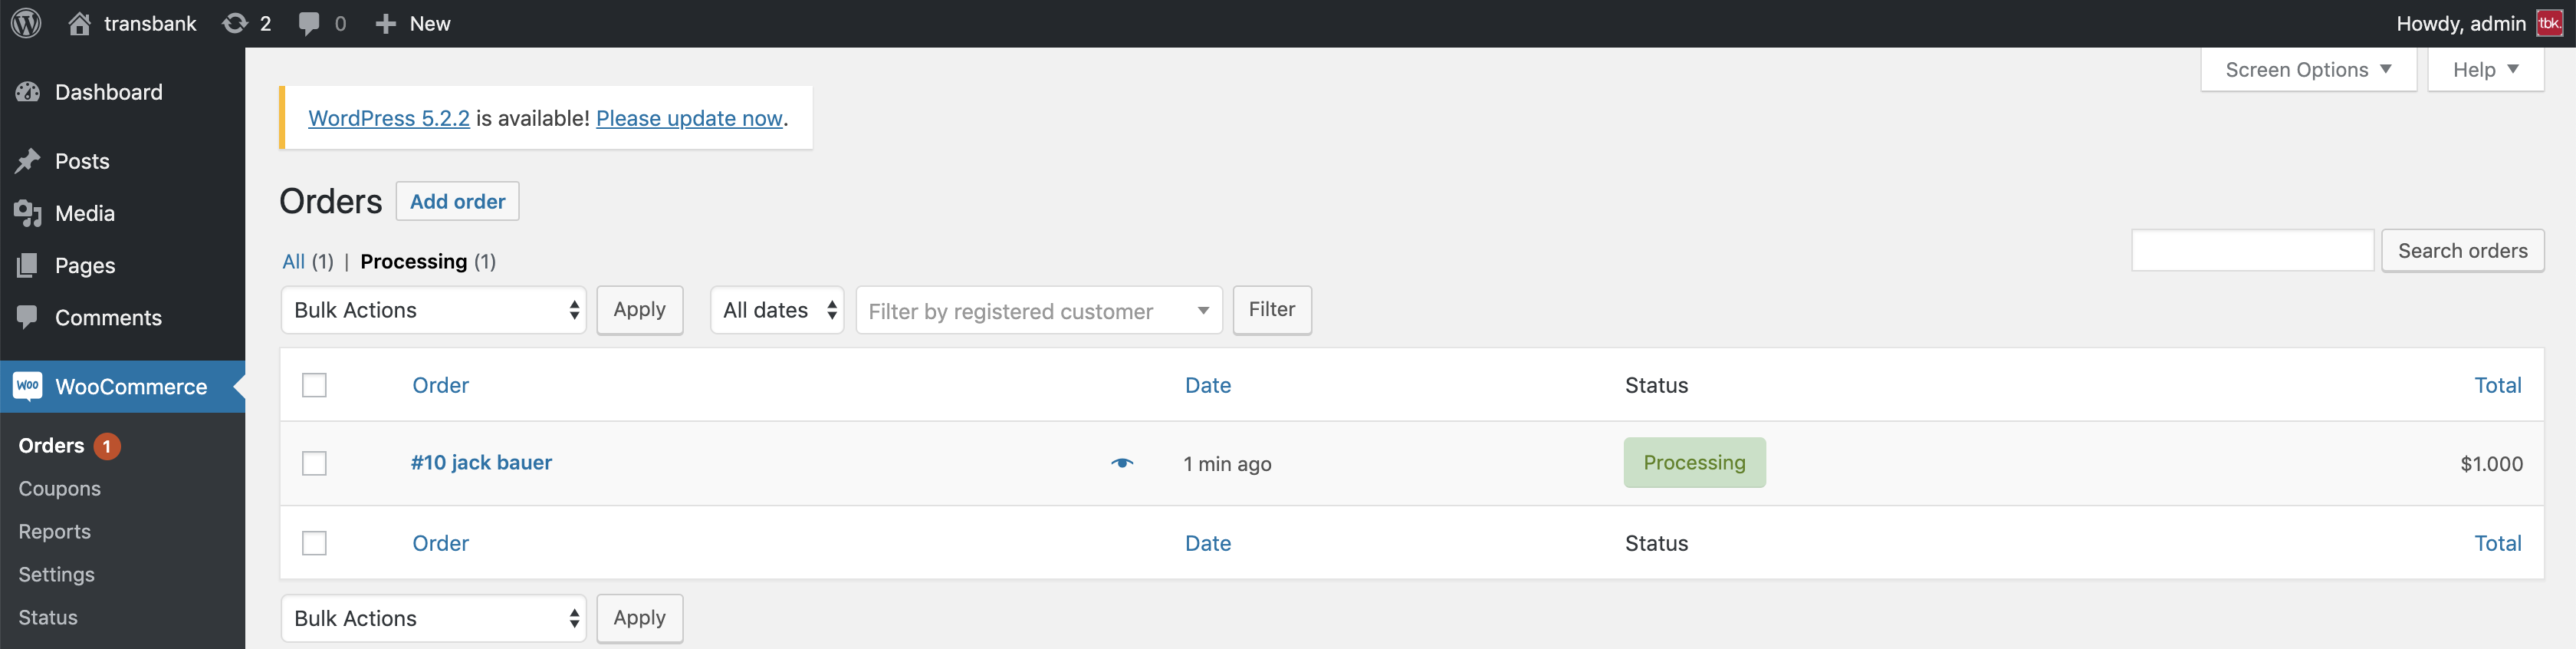 transbank 2 0 New Howdy, admin tbk.
Screen Options Help
Dashboard
Posts
Media
Pages
Comments
Woo WooCommerce
Orders 1
Coupons
Reports
Settings
Status
WordPress 5.2.2 is available! Please update now.
Orders Add order
Search orders
All (1) | Processing (1)
Bulk Actions Apply All dates Filter by registered customer Filter
Order Date Status Total
#10 jack bauer 1 min ago Processing $1.000
Order Date Status Total
Bulk Actions Apply